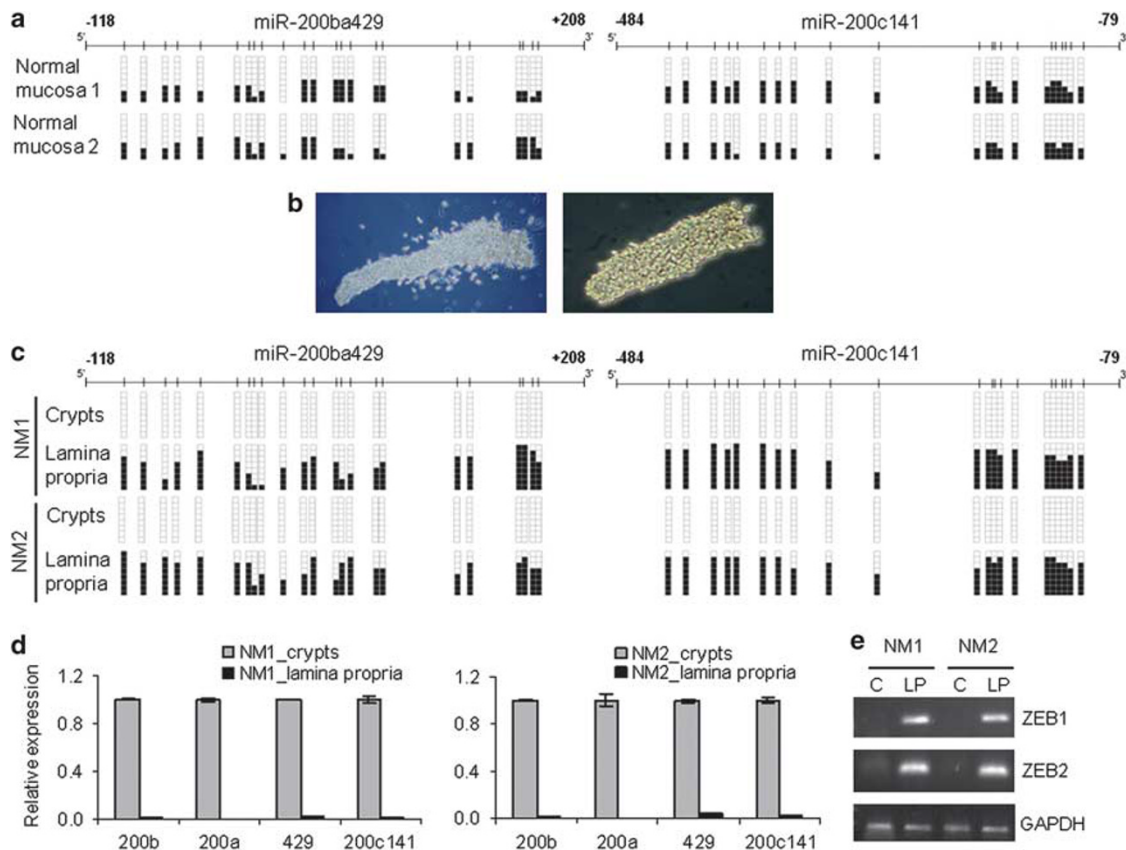 a
-118 miR-200ba429 +208 -484 miR-200c141 -79
5' 3' 5' 3'
Normal mucosa 1
Normal mucosa 2
b
c
-118 miR-200ba429 +208 -484 miR-200c141 -79
5' 3' 5' 3'
NM1
Crypts
Lamina propria
NM2
Crypts
Lamina propria
d
Relative expression
NM1_crypts
NM1_lamina propria
1.2
0.8
0.4
0.0
200b 200a 429 200c141
NM2_crypts
NM2_lamina propria
1.2
0.8
0.4
0.0
200b 200a 429 200c141
e
NM1 NM2
C LP C LP
ZEB1
ZEB2
GAPDH